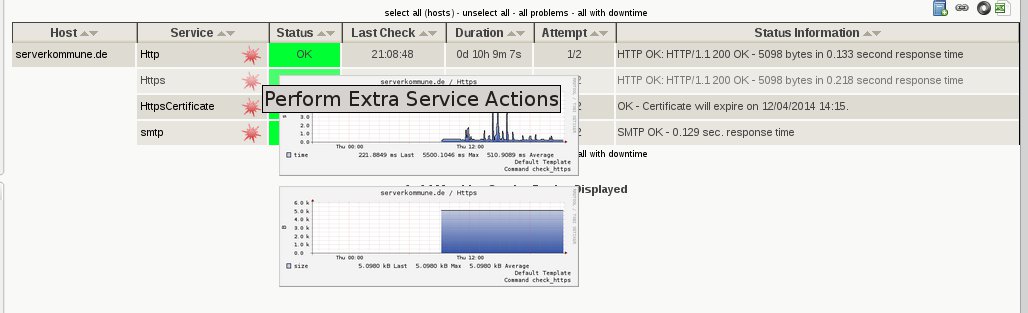 select all (hosts) - unselect all - all problems - all with downtime
Host Service Status Last Check Duration Attempt Status Information
serverkommune.de Http OK 21:08:48 0d 10h 9m 7s 1/2 HTTP OK: HTTP/1.1 200 OK - 5098 bytes in 0.133 second response time
Https HTTP OK: HTTP/1.1 200 OK - 5098 bytes in 0.218 second response time
serverkommune.de / Https
Perform Extra Service Actions
HttpsCertificate OK - Certificate will expire on 12/04/2014 14:15.
smtp SMTP OK - 0.129 sec. response time
3.0
0.0
Thu 00:00 Thu 12:00
all with downtime
time 221.8849 ms Last 5500.1046 ms Max 510.9089 ms Average
Default Template
Command check_https
Displayed
serverkommune.de / Https
6.0 k
5.0 k
4.0 k
3.0 k
2.0 k
1.0 k
0.0
B
Thu 00:00 Thu 12:00
size 5.0980 kB Last 5.0980 kB Max 5.0980 kB Average
Default Template
Command check_https